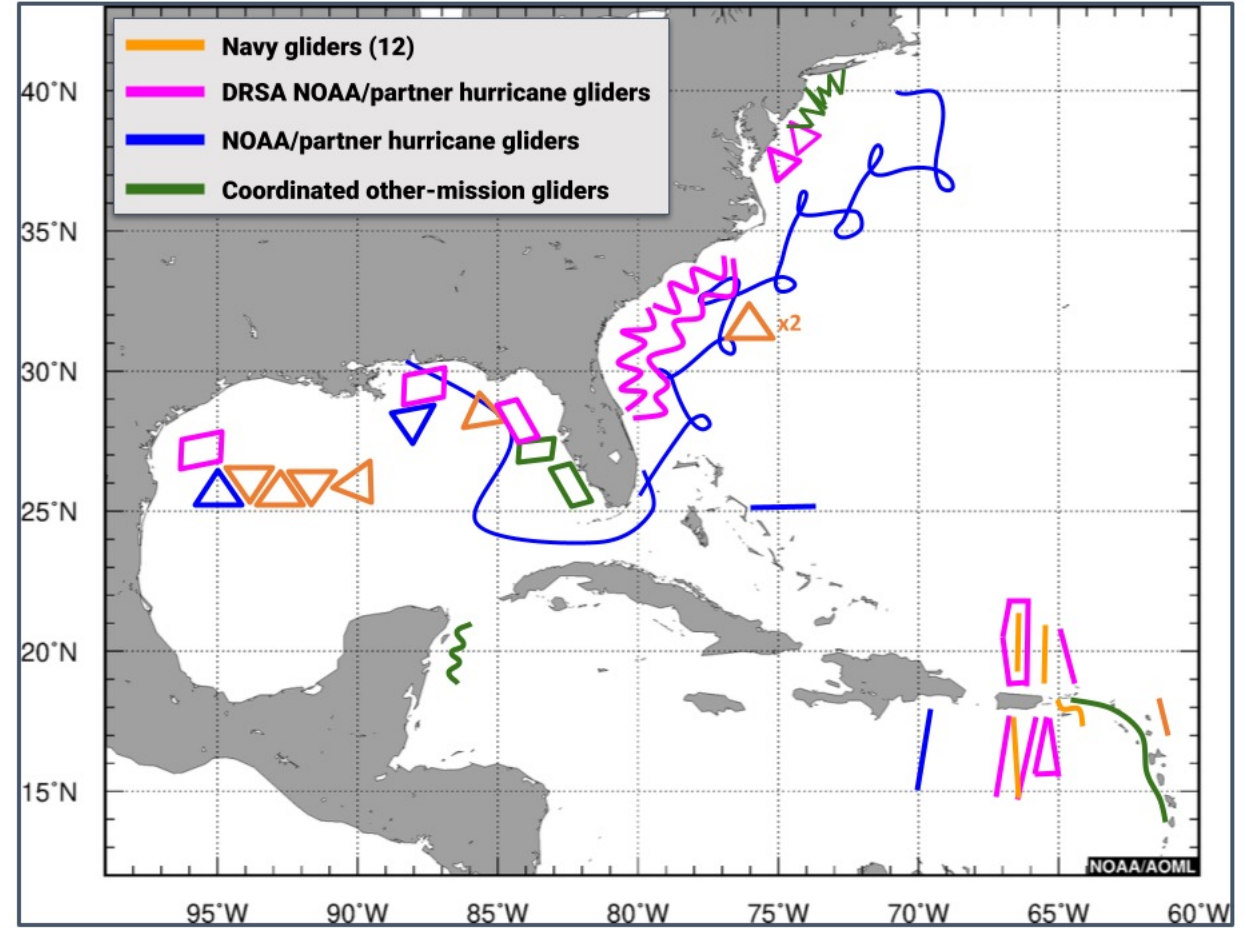 Navy gliders (12)
DRSA NOAA/partner hurricane gliders
NOAA/partner hurricane gliders
Coordinated other-mission gliders
40°N
35°N
x2
30°N
25°N
20°N
15°N
NOAA/AOML
95°W 90°W 85°W 80°W 75°W 70°W 65°W 60°W